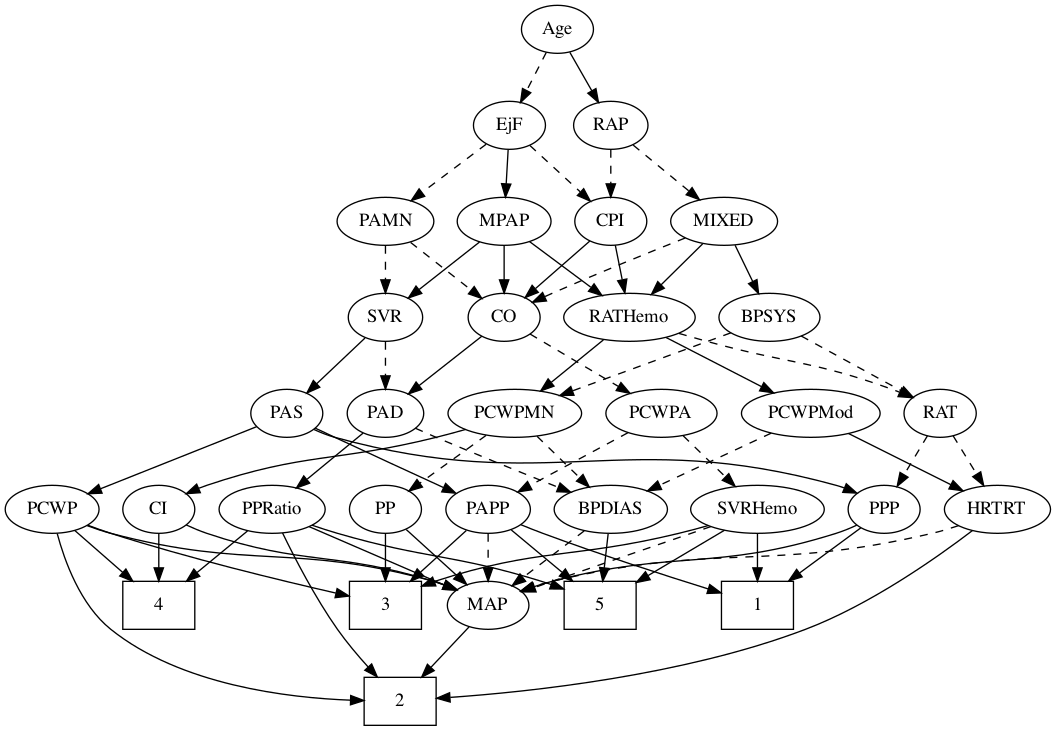 Age
EjF
RAP
PAMN
MPAP
CPI
MIXED
SVR
CO
RATHemo
BPSYS
PAS
PAD
PCWPMN
PCWPA
PCWPMod
RAT
PCWP
CI
PPRatio
PP
PAPP
BPDIAS
SVRHemo
PPP
HRTRT
4
3
MAP
5
1
2